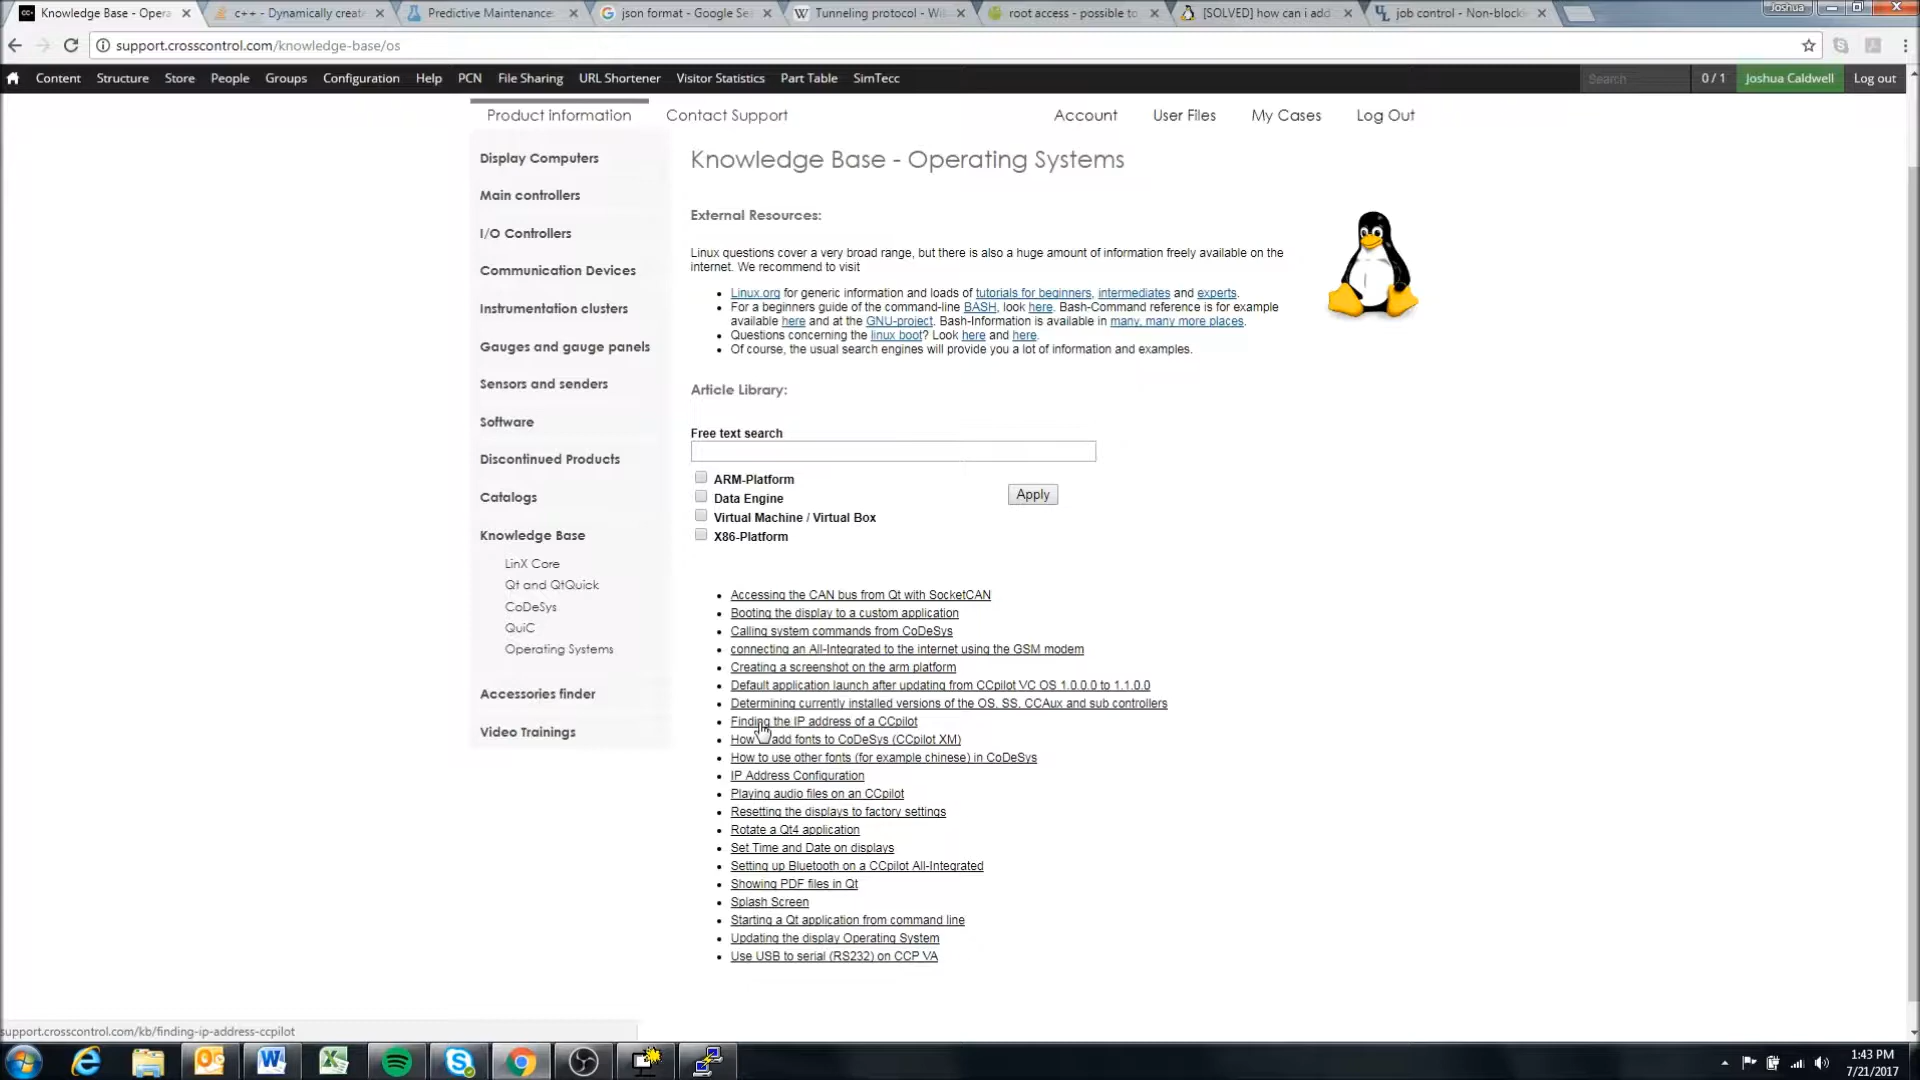 Knowledge Base - Opera
c++ - Dynamically creat
Predictive Maintenance
json format - Google Se
Tunneling protocol - Wi
root access - possible to
[SOLVED] how can i add
job control - Non-blocki
Joshua
support.crosscontrol.com/knowledge-base/os
Content Structure Store People Groups Configuration Help PCN File Sharing URL Shortener Visitor Statistics Part Table SimTecc Search 0 / 1 Joshua Caldwell Log out
Product information Contact Support Account User Files My Cases Log Out
Display Computers
Main controllers
I/O Controllers
Communication Devices
Instrumentation clusters
Gauges and gauge panels
Sensors and senders
Software
Discontinued Products
Catalogs
Knowledge Base
LinX Core
Qt and QtQuick
CoDeSys
QuiC
Operating Systems
Accessories finder
Video Trainings
Knowledge Base - Operating Systems
External Resources:
Linux questions cover a very broad range, but there is also a huge amount of information freely available on the
internet. We recommend to visit
Linux.org for generic information and loads of tutorials for beginners, intermediates and experts.
For a beginners guide of the command-line BASH, look here. Bash-Command reference is for example
available here and at the GNU-project. Bash-Information is available in many, many more places.
Questions concerning the linux boot? Look here and here.
Of course, the usual search engines will provide you a lot of information and examples.
Article Library:
Free text search
ARM-Platform
Data Engine
Virtual Machine / Virtual Box
X86-Platform
Apply
Accessing the CAN bus from Qt with SocketCAN
Booting the display to a custom application
Calling system commands from CoDeSys
connecting an All-Integrated to the internet using the GSM modem
Creating a screenshot on the arm platform
Default application launch after updating from CCpilot VC OS 1.0.0.0 to 1.1.0.0
Determining currently installed versions of the OS, SS, CCAux and sub controllers
Finding the IP address of a CCpilot
How add fonts to CoDeSys (CCpilot XM)
How to use other fonts (for example chinese) in CoDeSys
IP Address Configuration
Playing audio files on an CCpilot
Resetting the displays to factory settings
Rotate a Qt4 application
Set Time and Date on displays
Setting up Bluetooth on a CCpilot All-Integrated
Showing PDF files in Qt
Splash Screen
Starting a Qt application from command line
Updating the display Operating System
Use USB to serial (RS232) on CCP VA
support.crosscontrol.com/kb/finding-ip-address-ccpilot
1:43 PM
7/21/2017